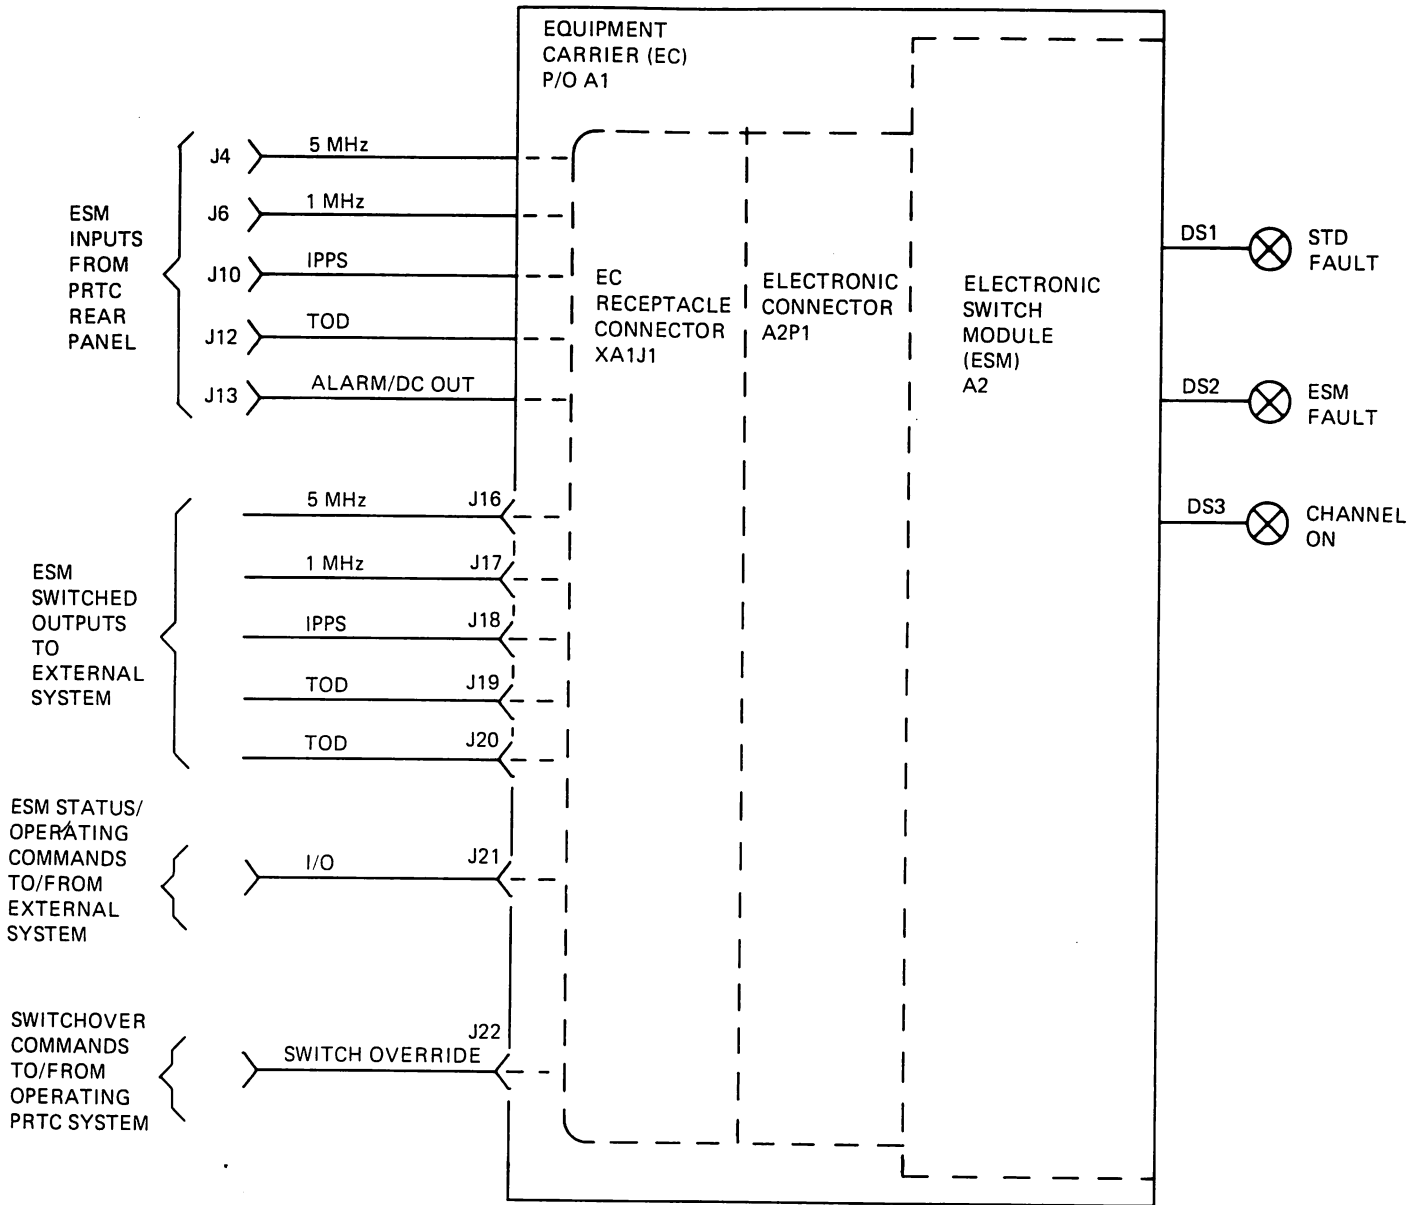 EQUIPMENT
CARRIER (EC)
P/O A1
ESM
INPUTS
FROM
PRTC
REAR
PANEL
J4
5 MHz
J6
1 MHz
J10
IPPS
J12
TOD
J13
ALARM/DC OUT
EC
RECEPTACLE
CONNECTOR
XA1J1
ELECTRONIC
CONNECTOR
A2P1
ELECTRONIC
SWITCH
MODULE
(ESM)
A2
DS1
STD
FAULT
DS2
ESM
FAULT
DS3
CHANNEL
ON
ESM
SWITCHED
OUTPUTS
TO
EXTERNAL
SYSTEM
5 MHz
J16
1 MHz
J17
IPPS
J18
TOD
J19
TOD
J20
ESM STATUS/
OPERATING
COMMANDS
TO/FROM
EXTERNAL
SYSTEM
I/O
J21
SWITCHOVER
COMMANDS
TO/FROM
OPERATING
PRTC SYSTEM
SWITCH OVERRIDE
J22